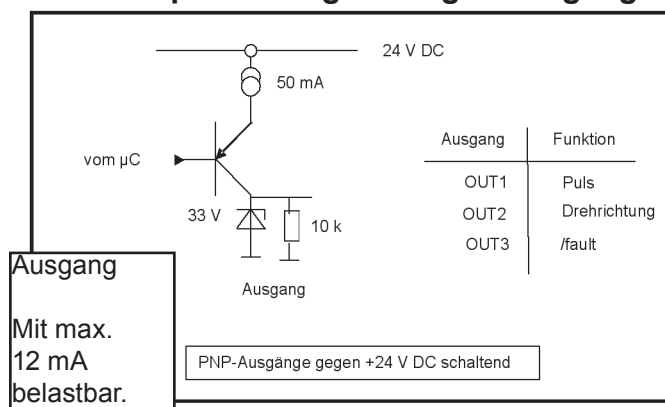 24 V DC
50 mA
vom µC
33 V
10 k
Ausgang
Ausgang Funktion
OUT1 Puls
OUT2 Drehrichtung
OUT3 /fault
Ausgang
Mit max.
12 mA
belastbar.
PNP-Ausgänge gegen +24 V DC schaltend